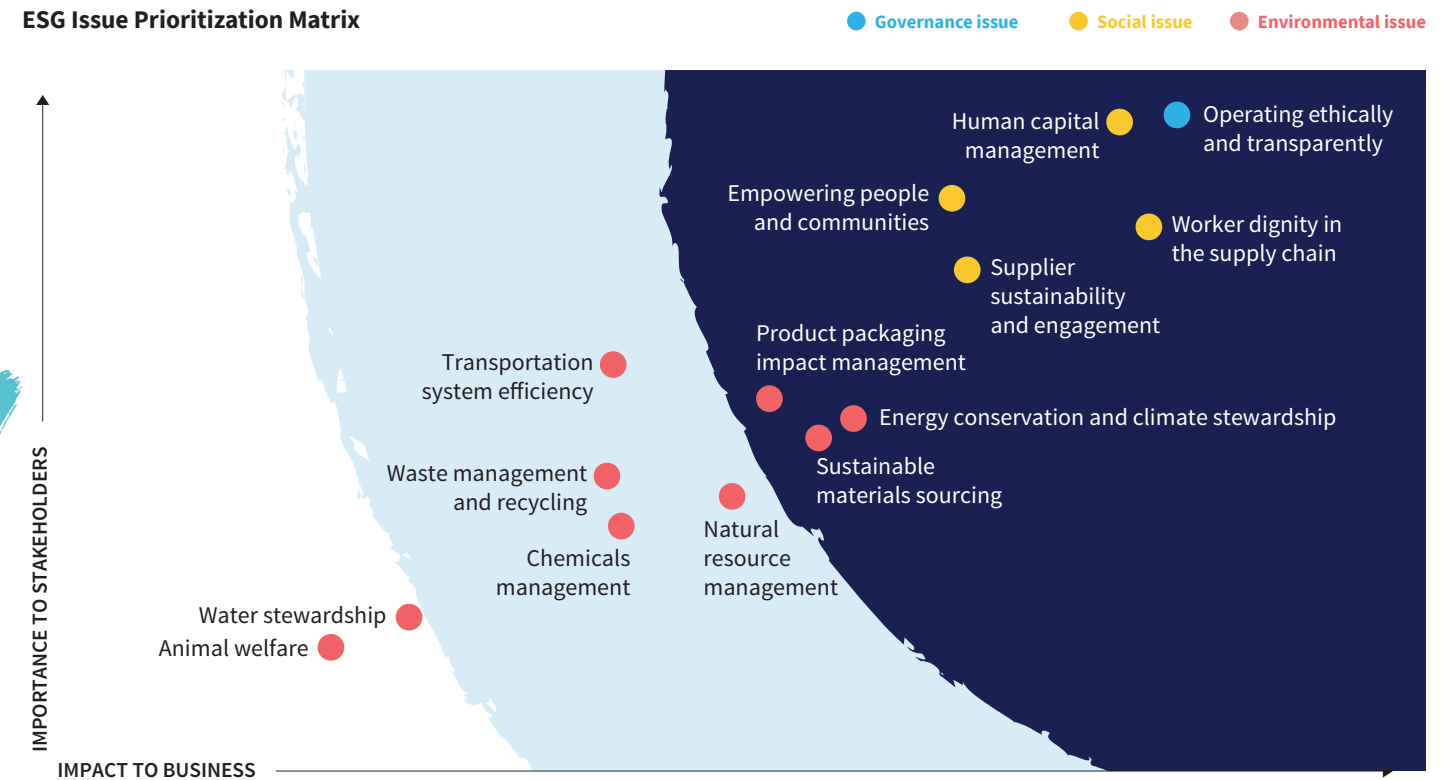 ESG Issue Prioritization Matrix
Governance issue
Social issue
Environmental issue
Human capital
management
Operating ethically
and transparently
Empowering people
and communities
Worker dignity in
the supply chain
Supplier
sustainability
and engagement
Product packaging
impact management
Transportation
system efficiency
Energy conservation and climate stewardship
Sustainable
materials sourcing
Waste management
and recycling
Natural
resource
management
Chemicals
management
Water stewardship
Animal welfare
IMPORTANCE TO STAKEHOLDERS
IMPACT TO BUSINESS